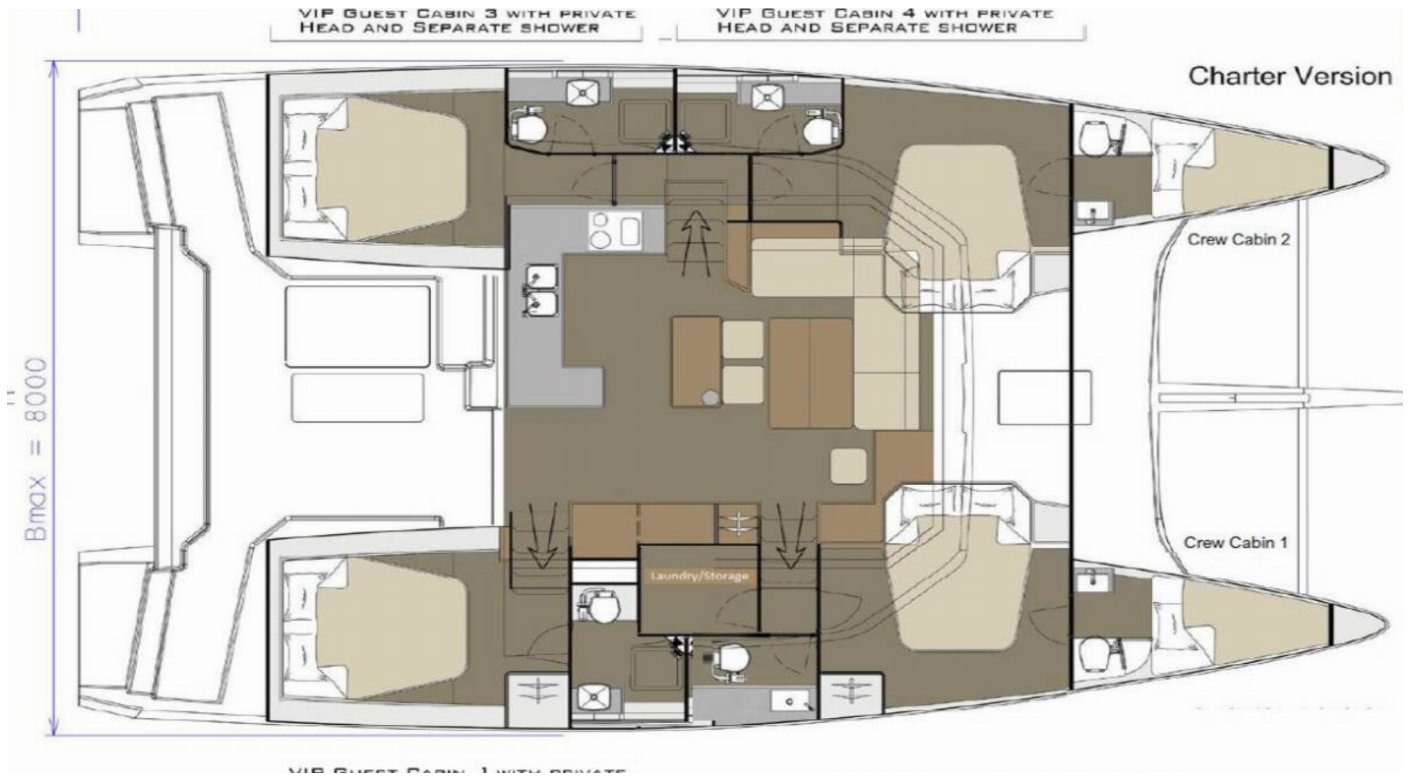 VIP GUEST CABIN 3 WITH PRIVATE
HEAD AND SEPARATE SHOWER
VIP GUEST CABIN 4 WITH PRIVATE
HEAD AND SEPARATE SHOWER
Charter Version
Crew Cabin 2
Bmax = 8000
Crew Cabin 1
Laundry/Storage
VIP GUEST CABIN 1 WITH PRIVATE